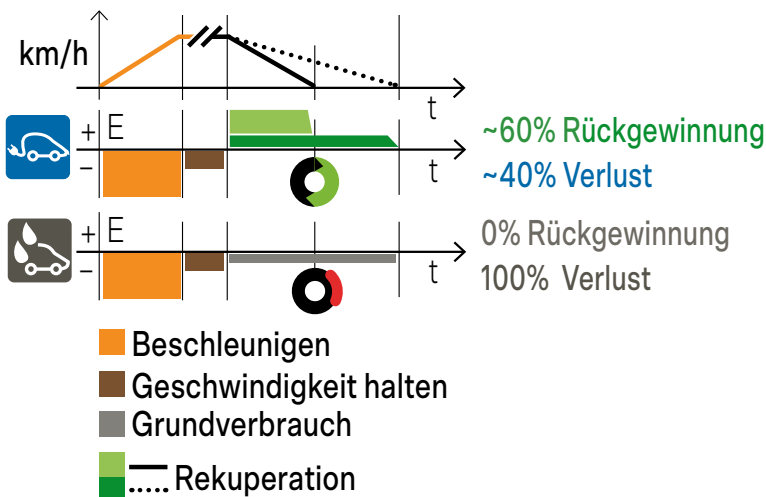 km/h
t
+ E
~60% Rückgewinnung
–
t
~40% Verlust
+ E
0% Rückgewinnung
–
t
100% Verlust
Beschleunigen
Geschwindigkeit halten
Grundverbrauch
Rekuperation